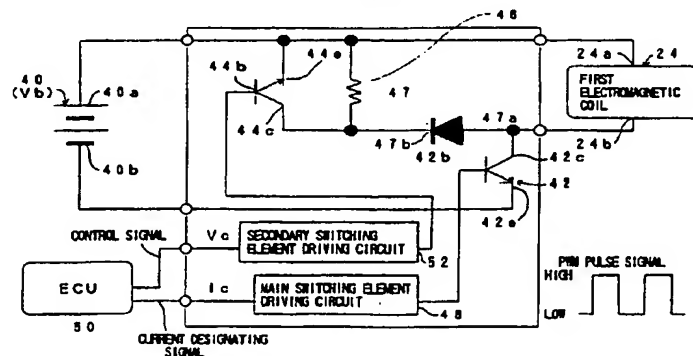 46
44e
44b
24a
24
40
(Vb)
40a
47
FIRST
ELECTROMAGNETIC
COIL
47a
44c
47b
42b
24b
42c
40b
42
42e
CONTROL SIGNAL
Vc
SECONDARY SWITCHING
ELEMENT DRIVING CIRCUIT
52
PWM PULSE SIGNAL
HIGH
ECU
Ic
MAIN SWITCHING ELEMENT
DRIVING CIRCUIT
LOW
48
50
CURRENT DESIGNATING
SIGNAL